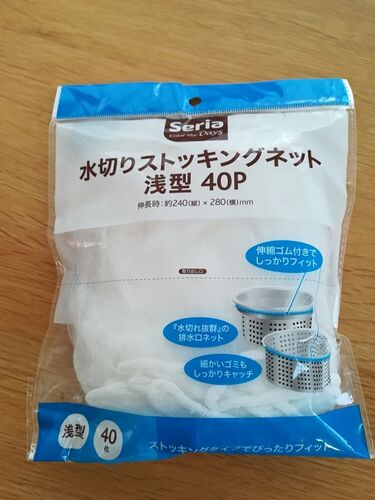 Seria
Color the Days
水切りストッキングネット
浅型 40P
伸長時:約240(縦)×280(横)mm
伸縮ゴム付きで
しっかりフィット
取り出し口
『水切れ抜群』の
排水口ネット
細かいゴミも
しっかりキャッチ
浅型
40枚
ストッキングタイプでぴったりフィット